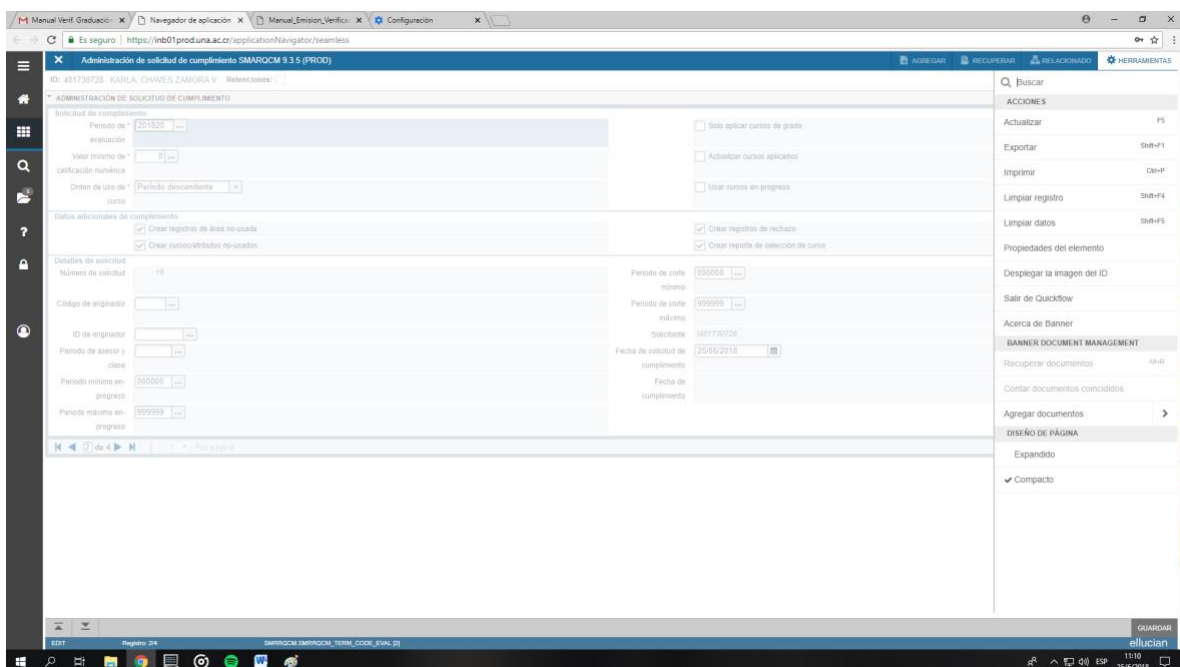 Manual Verif. Graduació
Navegador de aplicación
Manual_Emision_Verifica
Configuración
Es seguro | https://inb01prod.una.ac.cr/applicationNavigator/seamless
Administración de solicitud de cumplimiento SMARQCM 9.3.5 (PROD)
AGREGAR RECUPERAR RELACIONADO HERRAMIENTAS
ID: 401730728 KARLA, CHAVES ZAMORA V Retenciones:
ADMINISTRACIÓN DE SOLICITUD DE CUMPLIMIENTO
Solicitud de cumplimiento
Periodo de * 201820 ...
evaluación
Solo aplicar cursos de grado
Valor mínimo de * 0 ...
calificación numérica
Actualizar cursos aplicados
Orden de uso de * Periodo descendente
curso
Usar cursos en-progreso
Datos adicionales de cumplimiento
Crear registros de área no-usada
Crear registros de rechazo
Crear cursos/atributos no-usados
Crear reporte de selección de curso
Detalles de solicitud
Número de solicitud
Periodo de corte 000000 ...
mínimo
Código de originador ...
Periodo de corte 999999 ...
máximo
ID de originador ...
Solicitante
Periodo de asesor y ...
clase
Fecha de solicitud de 25/06/2018
cumplimiento
Periodo mínimo en- 000000 ...
progreso
Fecha de
cumplimiento
Periodo máximo en- 999999 ...
progreso
2 de 4 1 Por página
Buscar
ACCIONES
Actualizar F5
Exportar Shift+F1
Imprimir Ctrl+P
Limpiar registro Shift+F4
Limpiar datos Shift+F5
Propiedades del elemento
Desplegar la imagen del ID
Salir de Quickflow
Acerca de Banner
BANNER DOCUMENT MANAGEMENT
Recuperar documentos Alt+R
Contar documentos coincididos
Agregar documentos
DISEÑO DE PÁGINA
Expandido
Compacto
GUARDAR
EDIT Registro: 2/4 SMRRQCM.SMRRQCM_TERM_CODE_EVAL [2] ellucian
ESP 11:10
25/6/2018